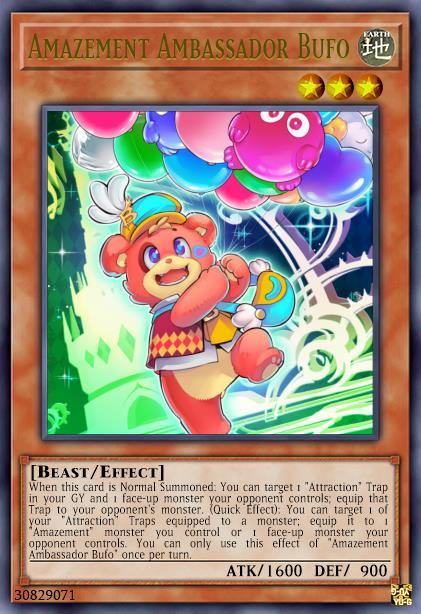 Amazement Ambassador Bufo
EARTH
地
B
[Beast/Effect]
When this card is Normal Summoned: You can target 1 "Attraction" Trap
in your GY and 1 face-up monster your opponent controls; equip that
Trap to your opponent's monster. (Quick Effect): You can target 1 of
your "Attraction" Traps equipped to a monster; equip it to 1
"Amazement" monster you control or 1 face-up monster your
opponent controls. You can only use this effect of "Amazement
Ambassador Bufo" once per turn.
ATK/1600 DEF/ 900
30829071